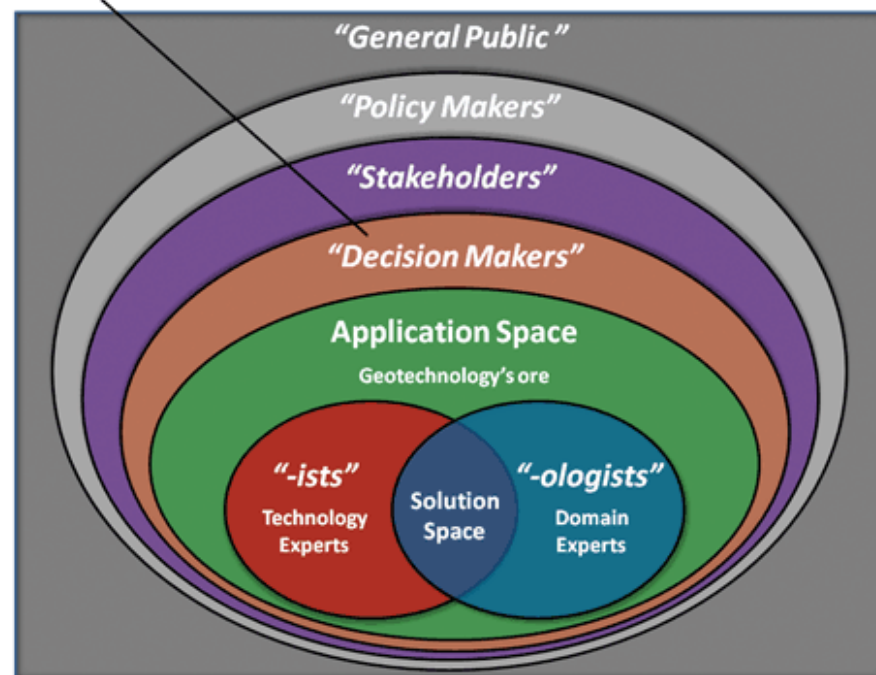 “General Public ”
“Policy Makers”
“Stakeholders”
“Decision Makers”
Application Space
Geotechnology’s ore
“-ists”
Technology
Experts
Solution
Space
“-ologists”
Domain
Experts